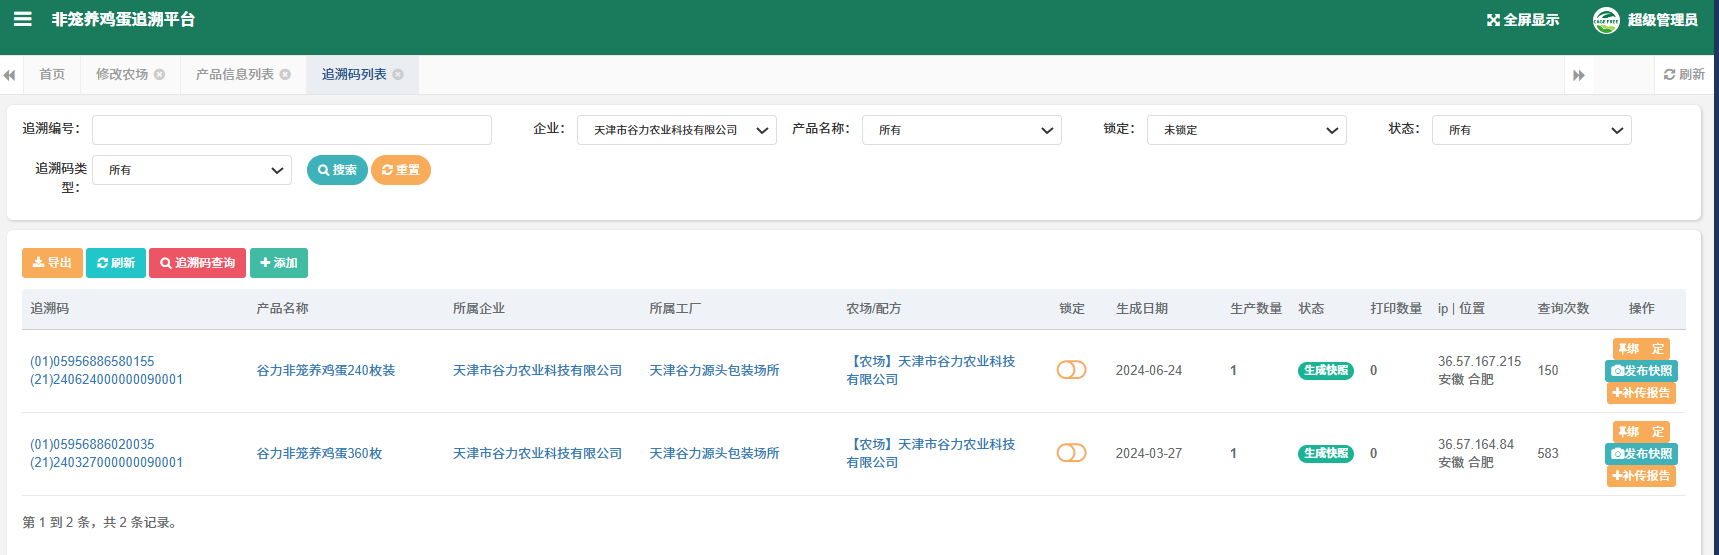 非笼养鸡蛋追溯平台
全屏显示
CAGE FREE
超级管理员
首页
修改农场
产品信息列表
追溯码列表
刷新
追溯编号：
企业： 天津市谷力农业科技有限公司
产品名称： 所有
锁定： 未锁定
状态： 所有
追溯码类型： 所有
搜索
重置
导出
刷新
追溯码查询
添加
追溯码 产品名称 所属企业 所属工厂 农场/配方 锁定 生成日期 生产数量 状态 打印数量 ip | 位置 查询次数 操作
(01)05956886580155
(21)240624000000090001
谷力非笼养鸡蛋240枚装
天津市谷力农业科技有限公司
天津谷力源头包装场所
【农场】天津市谷力农业科技
有限公司
2024-06-24
1
生成快照
0
36.57.167.215
安徽 合肥
150
绑 定
发布快照
补传报告
(01)05956886020035
(21)240327000000090001
谷力非笼养鸡蛋360枚
天津市谷力农业科技有限公司
天津谷力源头包装场所
【农场】天津市谷力农业科技
有限公司
2024-03-27
1
生成快照
0
36.57.164.84
安徽 合肥
583
绑 定
发布快照
补传报告
第 1 到 2 条，共 2 条记录。